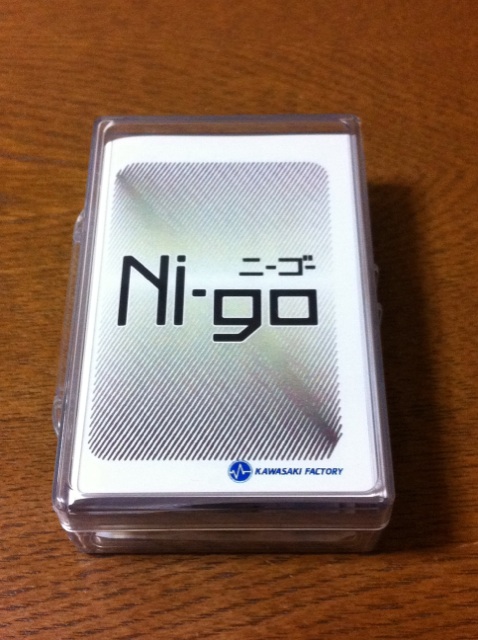 ニーゴー
Ni-go
KAWASAKI FACTORY